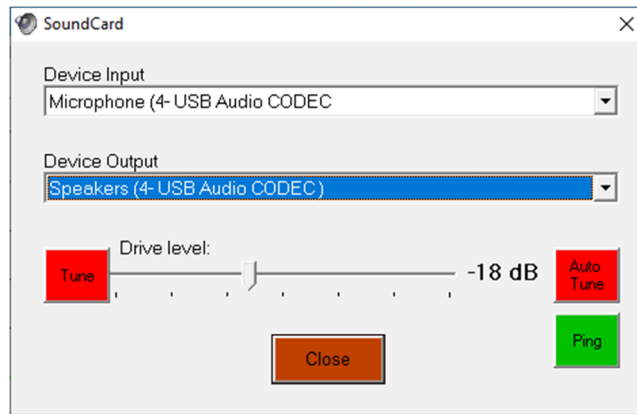 SoundCard
Device Input
Microphone (4- USB Audio CODEC
Device Output
Speakers (4- USB Audio CODEC )
Drive level:
Tune
-18 dB
Auto
Tune
Ping
Close